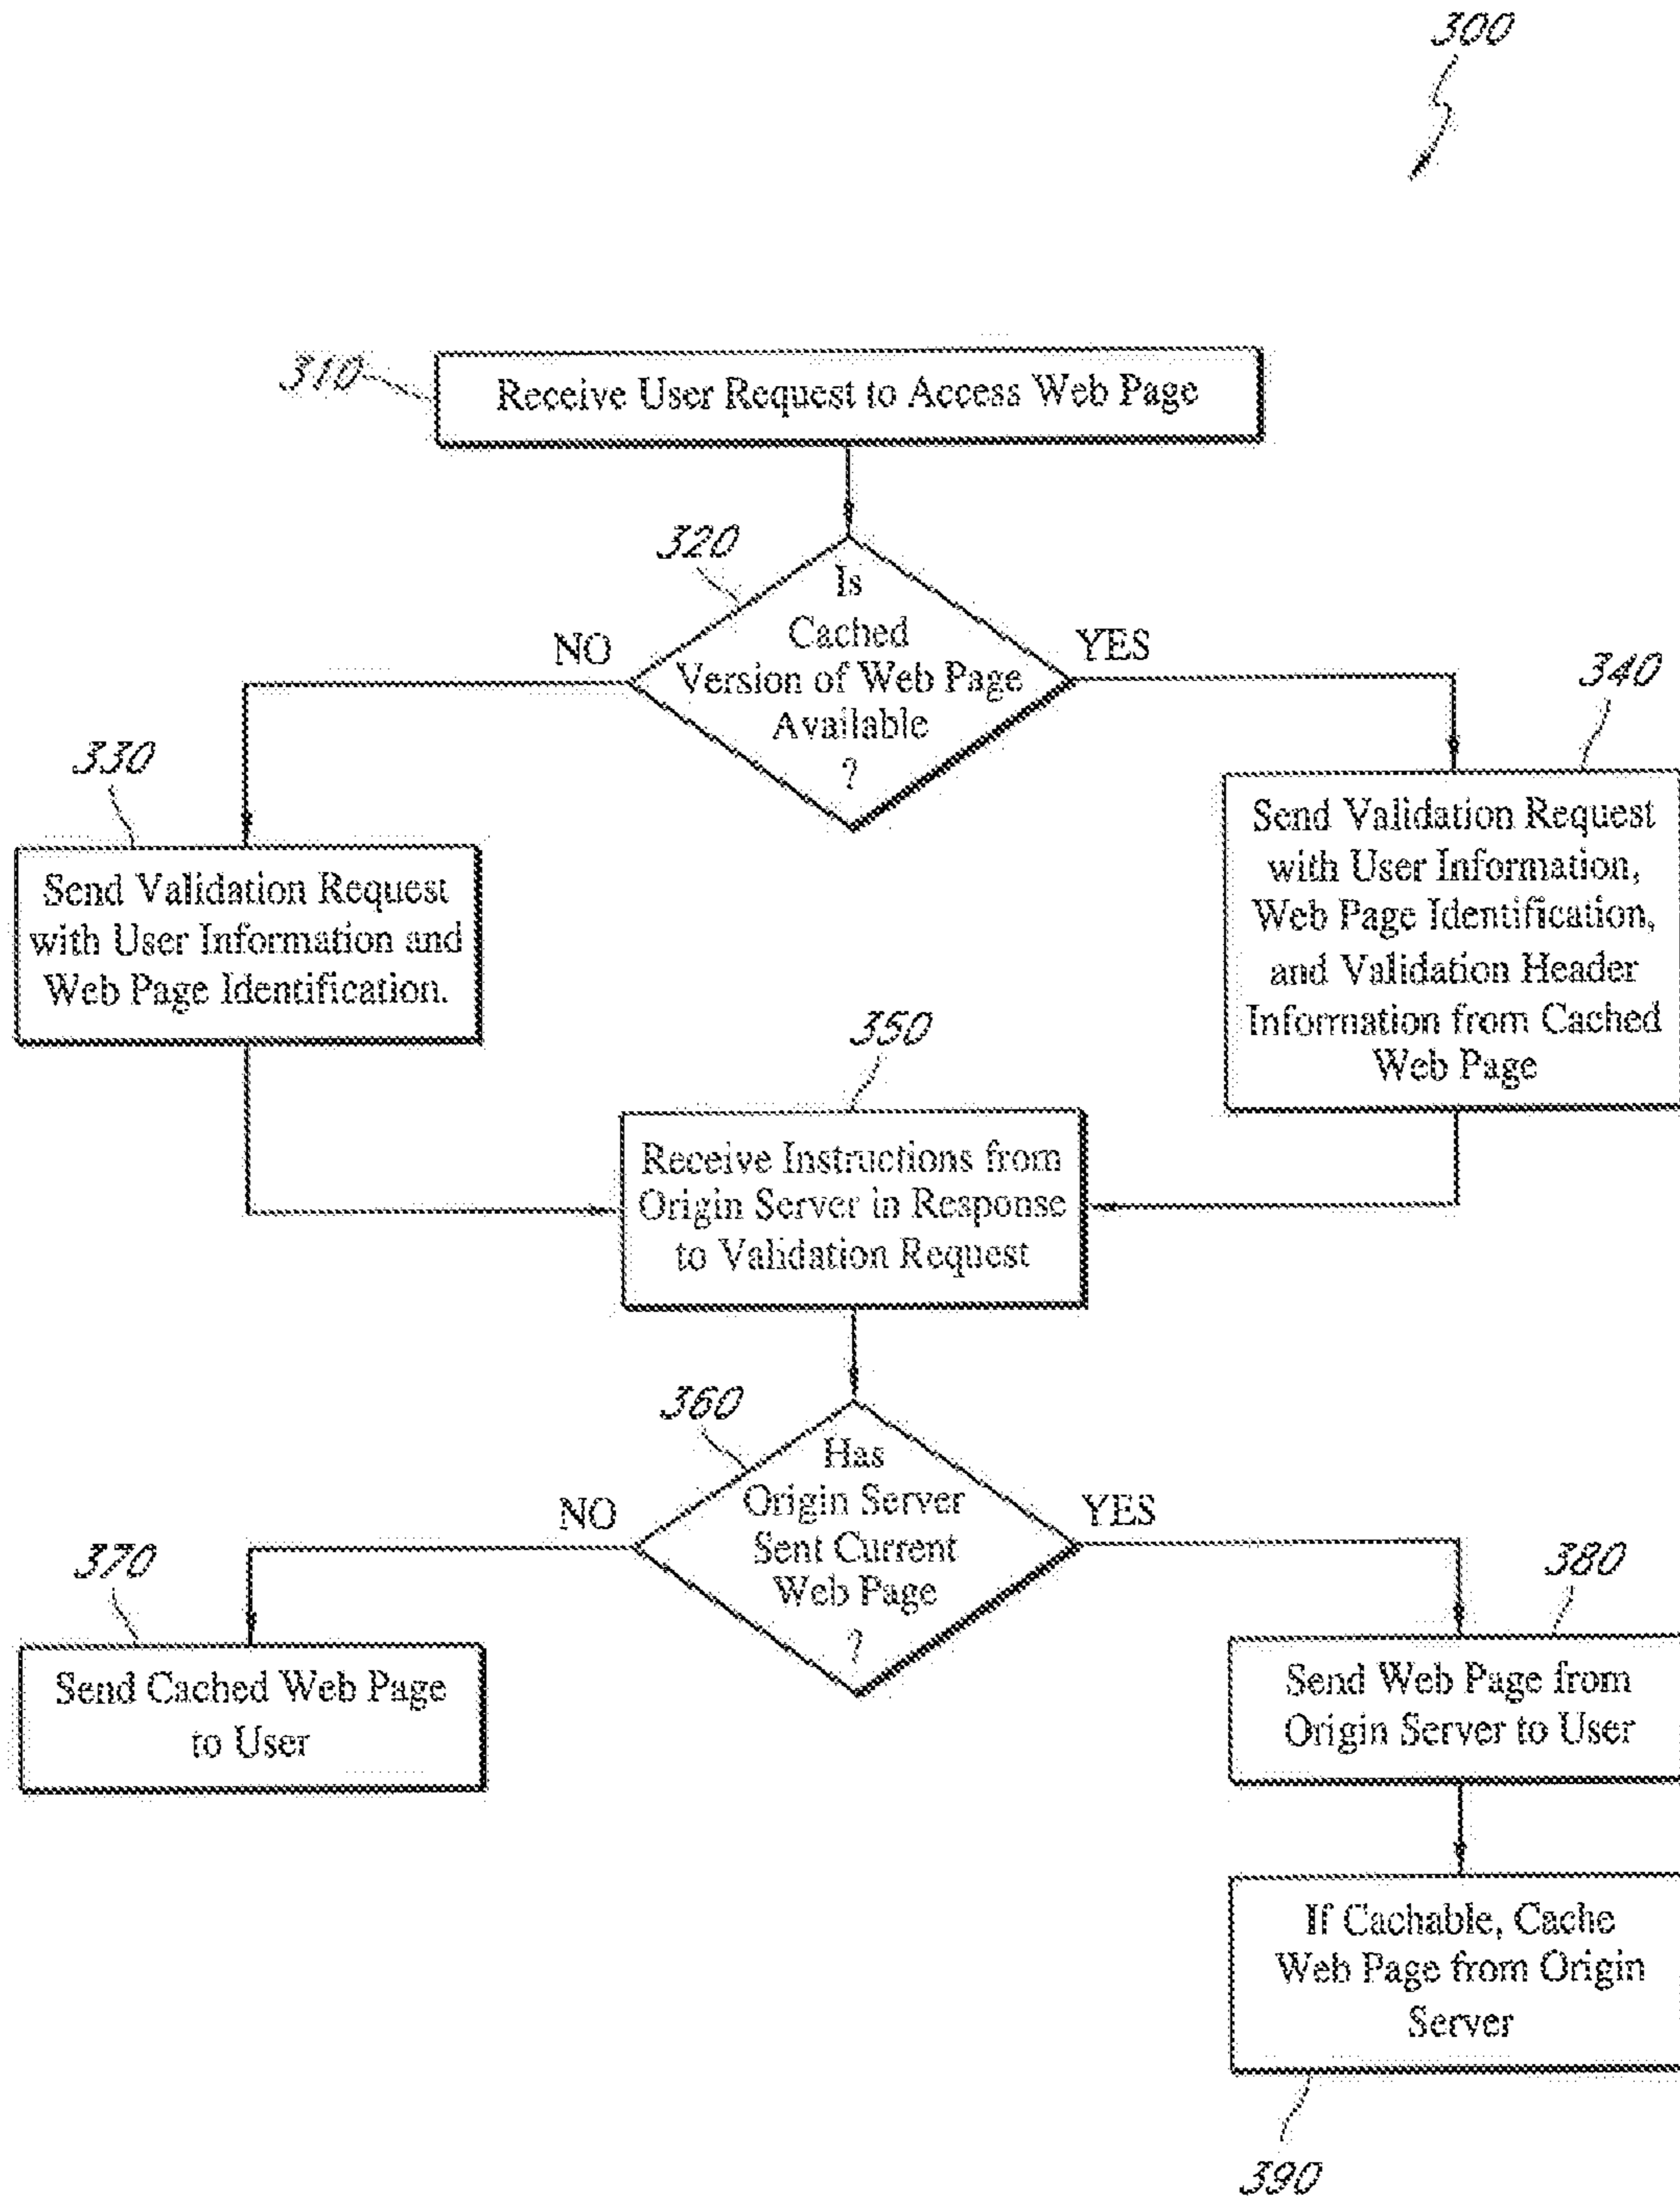 300
310
Receive User Request to Access Web Page
320
Is
Cached
Version of Web Page
Available
?
NO
YES
330
Send Validation Request
with User Information and
Web Page Identification.
340
Send Validation Request
with User Information,
Web Page Identification,
and Validation Header
Information from Cached
Web Page
350
Receive Instructions from
Origin Server in Response
to Validation Request
360
Has
Origin Server
Sent Current
Web Page
?
NO
YES
370
Send Cached Web Page
to User
380
Send Web Page from
Origin Server to User
If Cachable, Cache
Web Page from Origin
Server
390